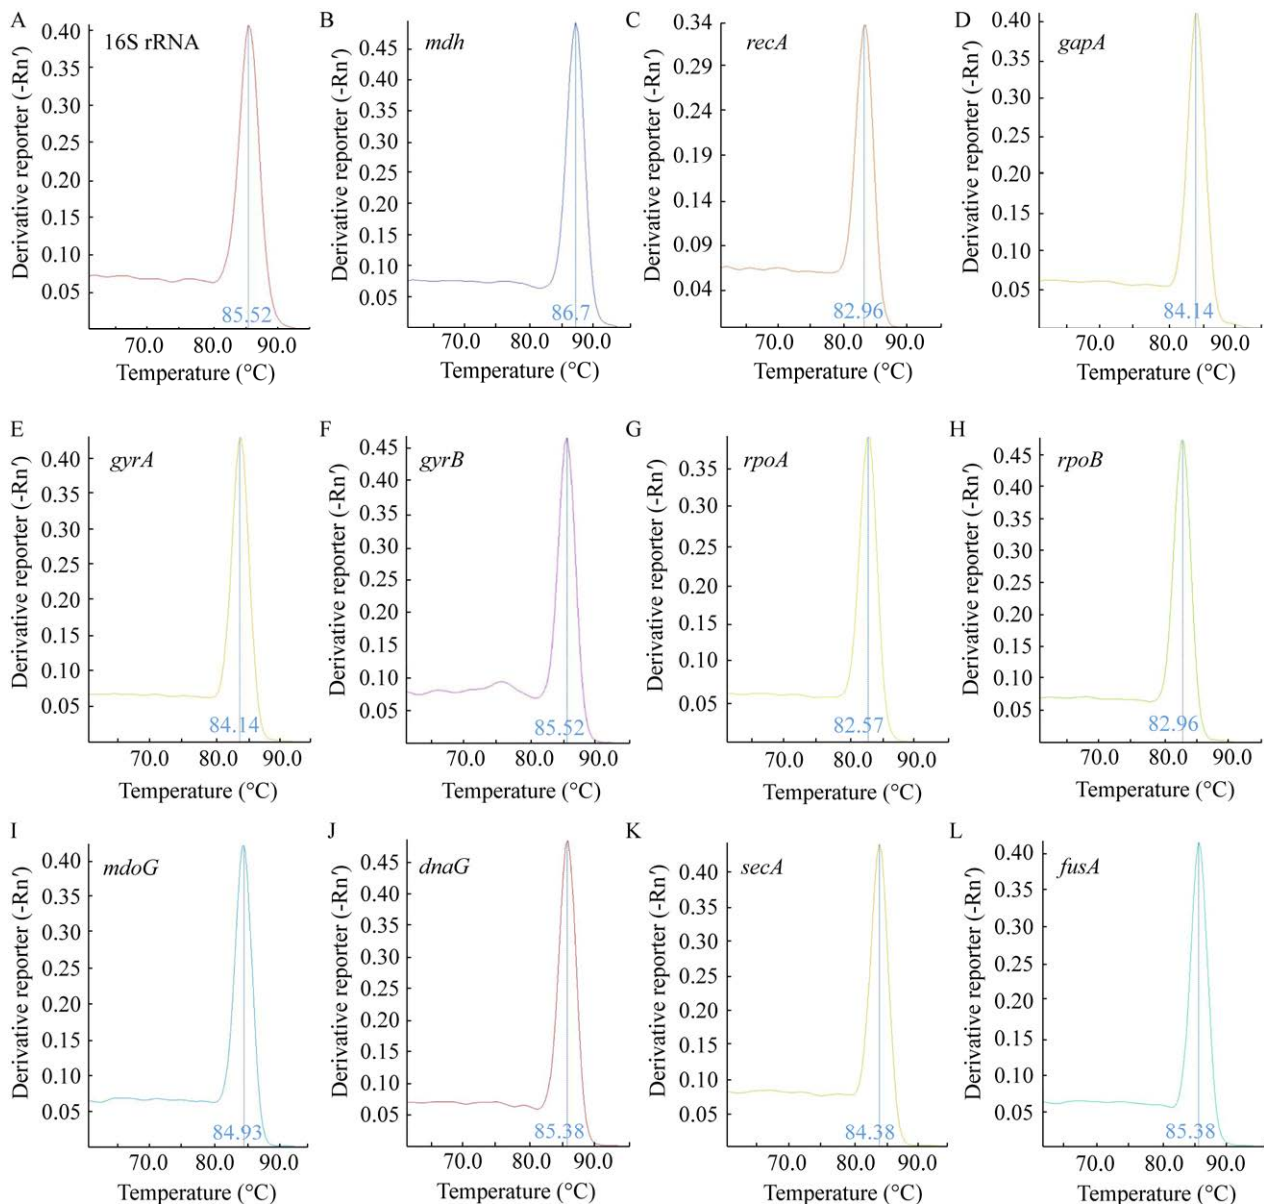 A
16S rRNA
Derivative reporter (-Rn′)
0.40
0.35
0.30
0.25
0.20
0.15
0.10
0.05
85.52
70.0 80.0 90.0
Temperature (°C)
B
mdh
Derivative reporter (-Rn′)
0.45
0.40
0.35
0.30
0.25
0.20
0.15
0.10
0.05
86.7
70.0 80.0 90.0
Temperature (°C)
C
recA
Derivative reporter (-Rn′)
0.34
0.29
0.24
0.19
0.14
0.09
0.04
82.96
70.0 80.0 90.0
Temperature (°C)
D
gapA
Derivative reporter (-Rn′)
0.40
0.35
0.30
0.25
0.20
0.15
0.10
0.05
84.14
70.0 80.0 90.0
Temperature (°C)
E
gyrA
Derivative reporter (-Rn′)
0.40
0.35
0.30
0.25
0.20
0.15
0.10
0.05
84.14
70.0 80.0 90.0
Temperature (°C)
F
gyrB
Derivative reporter (-Rn′)
0.45
0.40
0.35
0.30
0.25
0.20
0.15
0.10
0.05
85.52
70.0 80.0 90.0
Temperature (°C)
G
rpoA
Derivative reporter (-Rn′)
0.35
0.30
0.25
0.20
0.15
0.10
0.05
82.57
70.0 80.0 90.0
Temperature (°C)
H
rpoB
Derivative reporter (-Rn′)
0.45
0.40
0.35
0.30
0.25
0.20
0.15
0.10
0.05
82.96
70.0 80.0 90.0
Temperature (°C)
I
mdoG
Derivative reporter (-Rn′)
0.40
0.35
0.30
0.25
0.20
0.15
0.10
0.05
84.93
70.0 80.0 90.0
Temperature (°C)
J
dnaG
Derivative reporter (-Rn′)
0.45
0.40
0.35
0.30
0.25
0.20
0.15
0.10
0.05
85.38
70.0 80.0 90.0
Temperature (°C)
K
secA
Derivative reporter (-Rn′)
0.40
0.35
0.30
0.25
0.20
0.15
0.10
0.05
84.38
70.0 80.0 90.0
Temperature (°C)
L
fusA
Derivative reporter (-Rn′)
0.40
0.35
0.30
0.25
0.20
0.15
0.10
0.05
85.38
70.0 80.0 90.0
Temperature (°C)